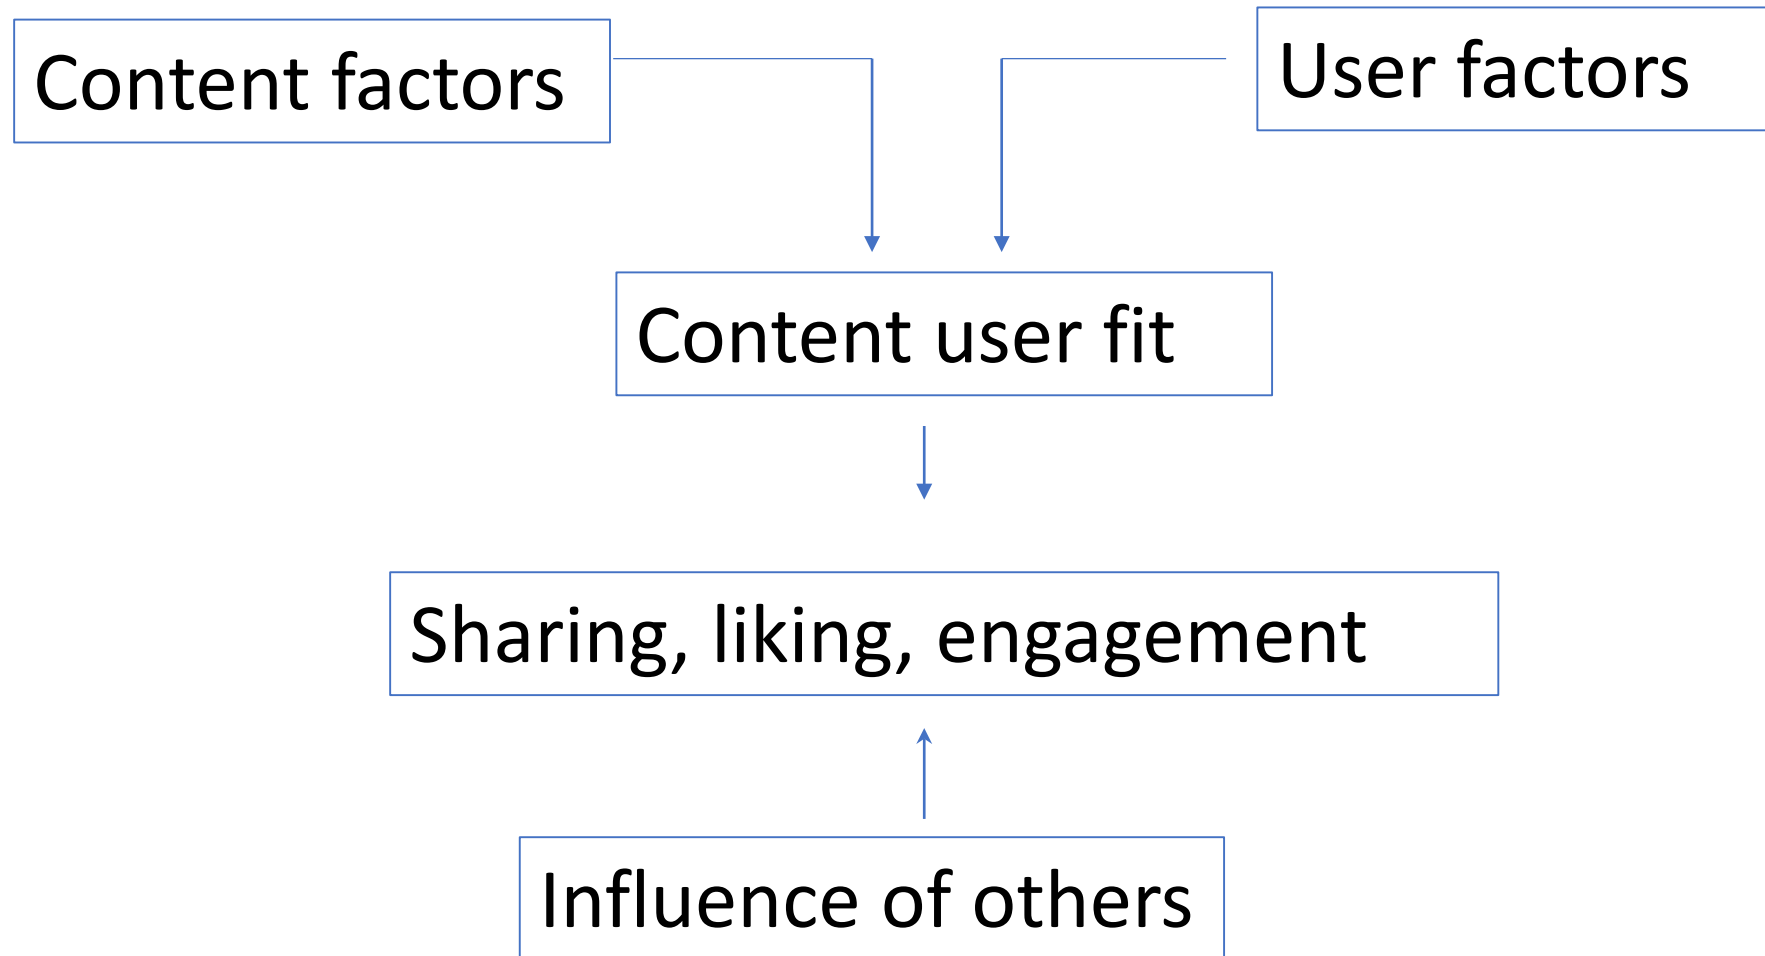 Content factors
User factors
Content user fit
Sharing, liking, engagement
Influence of others